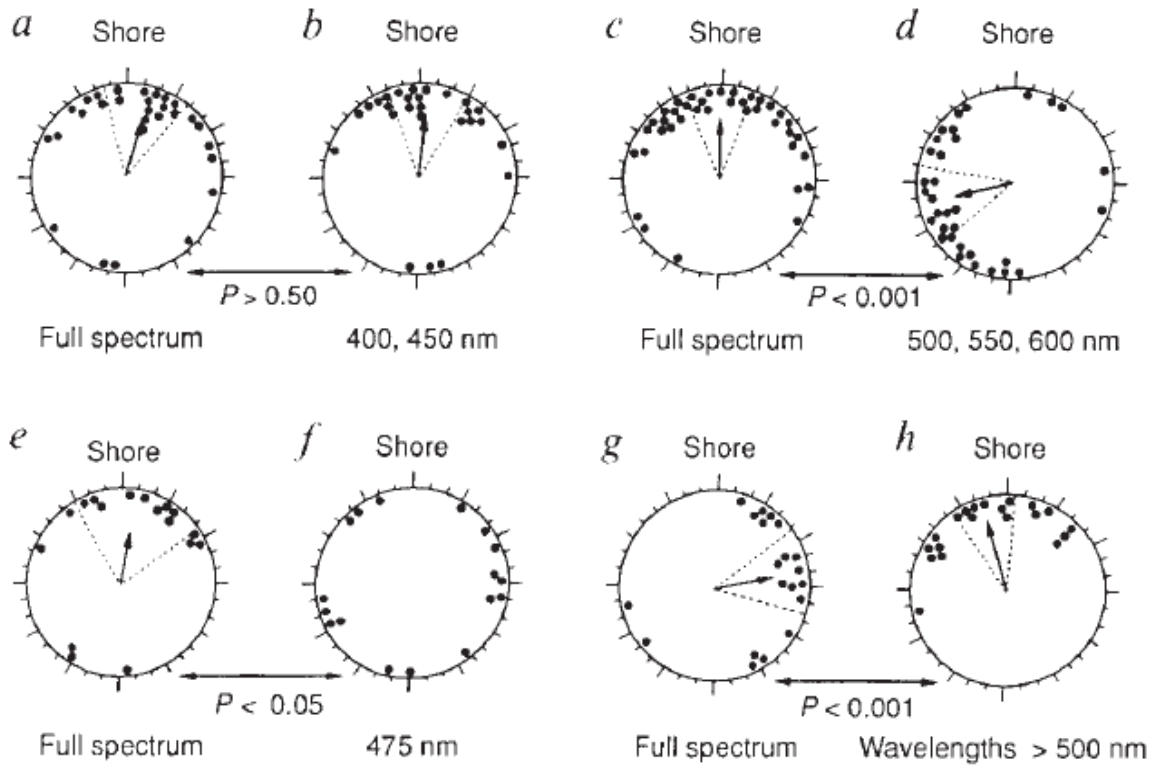 a b c d
Shore Shore Shore Shore
P > 0.50 P < 0.001
Full spectrum 400, 450 nm Full spectrum 500, 550, 600 nm
e f g h
Shore Shore Shore Shore
P < 0.05 P < 0.001
Full spectrum 475 nm Full spectrum Wavelengths > 500 nm